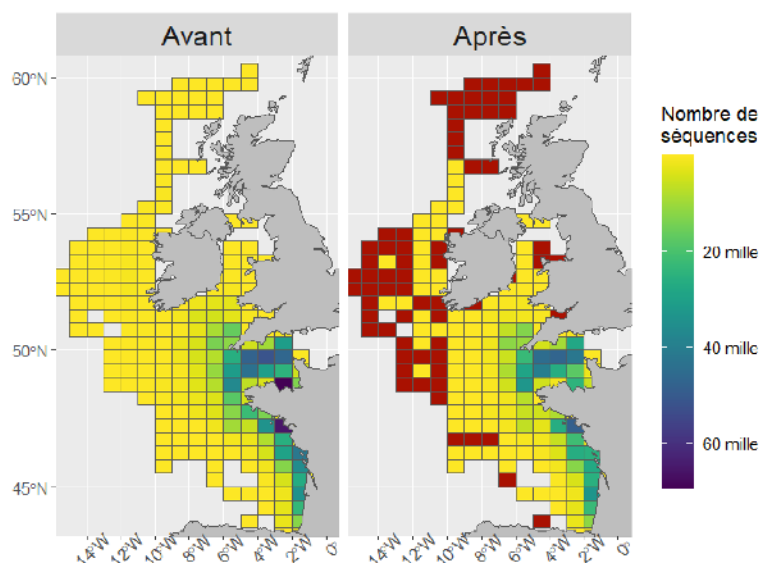 Avant Après
60°N
55°N
50°N
45°N
14°W 12°W 10°W 8°W 6°W 4°W 2°W 0° 14°W 12°W 10°W 8°W 6°W 4°W 2°W 0°
Nombre de
séquences
20 mille
40 mille
60 mille